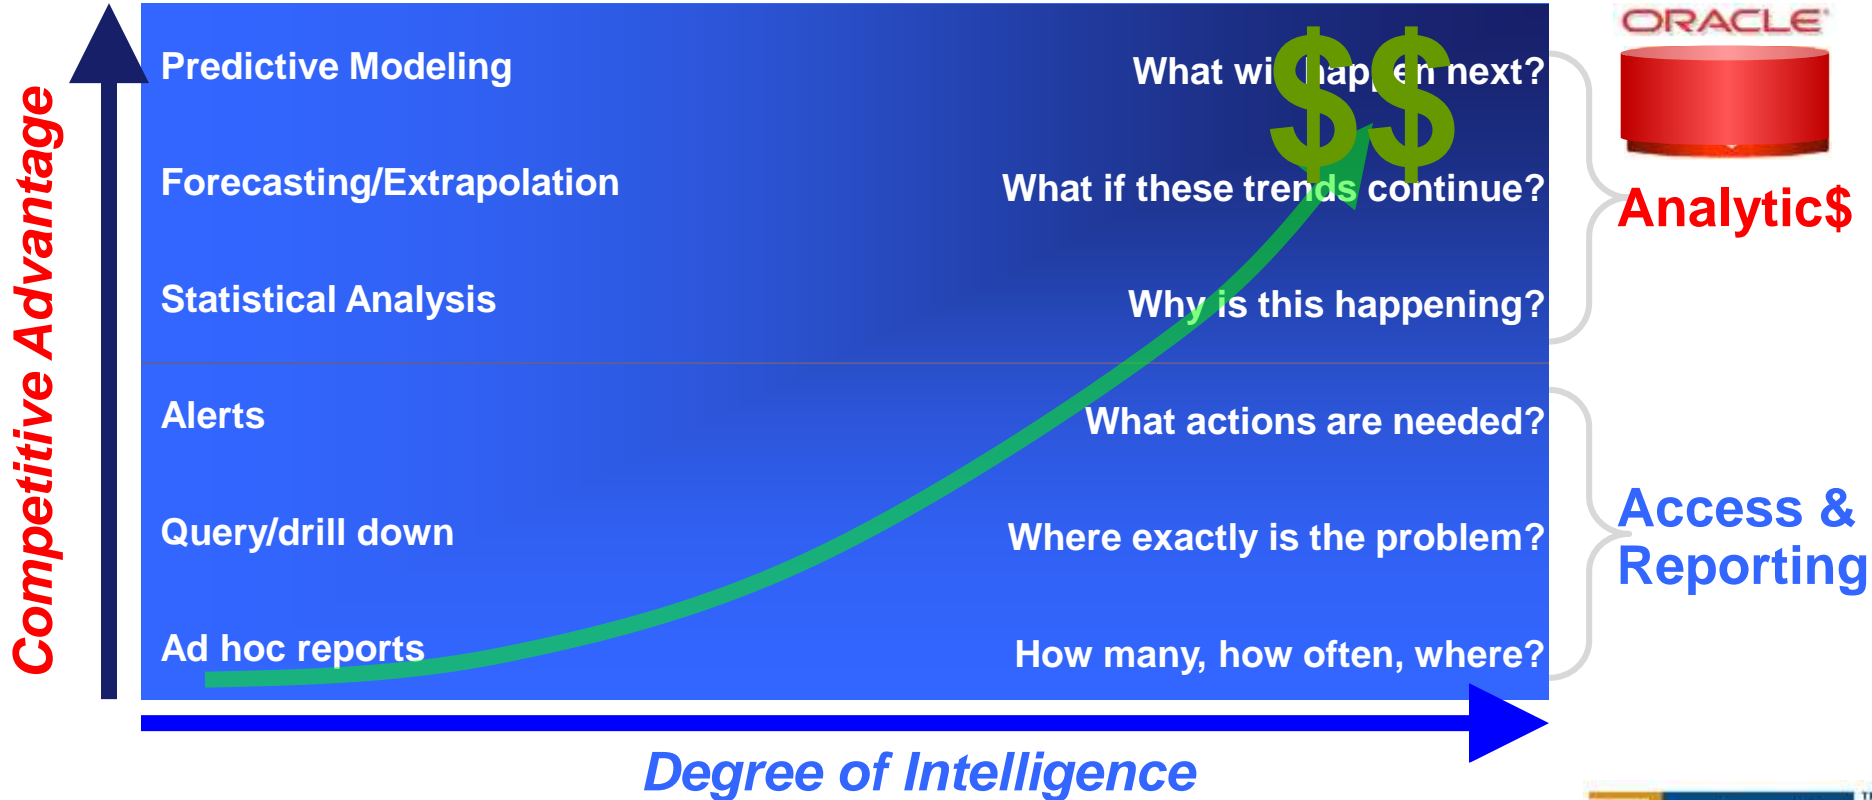 ORACLE
Predictive Modeling
What will happen next?
Forecasting/Extrapolation
What if these trends continue?
Analytic$
Statistical Analysis
Why is this happening?
Alerts
What actions are needed?
Query/drill down
Where exactly is the problem?
Access &
Reporting
Ad hoc reports
How many, how often, where?
$$
Competitive Advantage
Degree of Intelligence